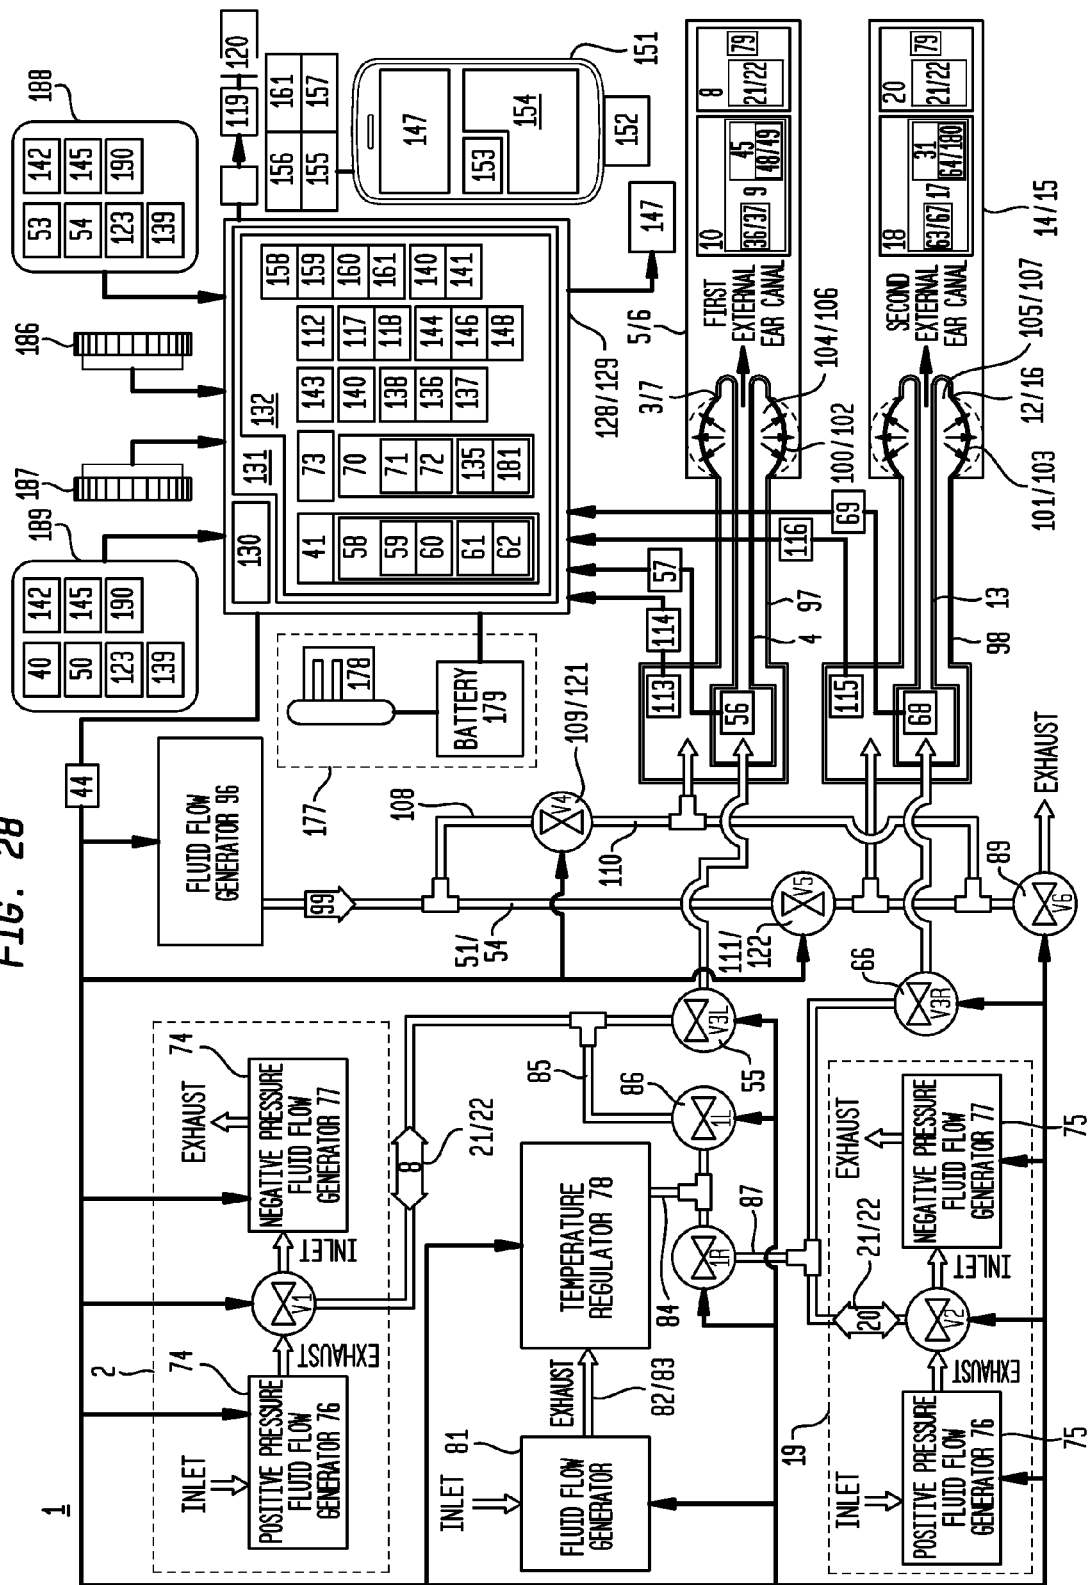 FIG. 2B
1
2
INLET
74
POSITIVE PRESSURE
FLUID FLOW
GENERATOR 76
EXHAUST
V1
INLET
74
EXHAUST
NEGATIVE PRESSURE
FLUID FLOW
GENERATOR 77
8
21/22
INLET
81
FLUID FLOW
GENERATOR
EXHAUST
82/83
TEMPERATURE
REGULATOR 78
84
85
86
1L
1R
87
V3L
55
19
INLET
POSITIVE PRESSURE
FLUID FLOW
GENERATOR 76
75
EXHAUST
V2
20
21/22
INLET
EXHAUST
NEGATIVE PRESSURE
FLUID FLOW
GENERATOR 77
75
66
V3R
44
FLUID FLOW
GENERATOR 96
99
51/
54
108
V4
109/121
110
V5
111/
122
V6
89
EXHAUST
177
178
BATTERY
179
189
40
142
50
145
123
190
139
187
186
188
53
142
54
145
123
190
139
130
131
132
41
58
59
60
61
62
73
70
71
72
135
181
143
140
138
136
137
112
117
118
144
146
148
158
159
160
161
140
141
128/129
119
120
156
161
155
157
147
153
154
151
152
147
113
114
57
56
116
69
115
68
4
97
13
98
3/7
5/6
100/102
104/106
FIRST
EXTERNAL
EAR CANAL
10
36/37
9
45
48/49
8
21/22
79
101/103
12/16
105/107
SECOND
EXTERNAL
EAR CANAL
18
63/67
17
31
64/180
20
21/22
79
14/15